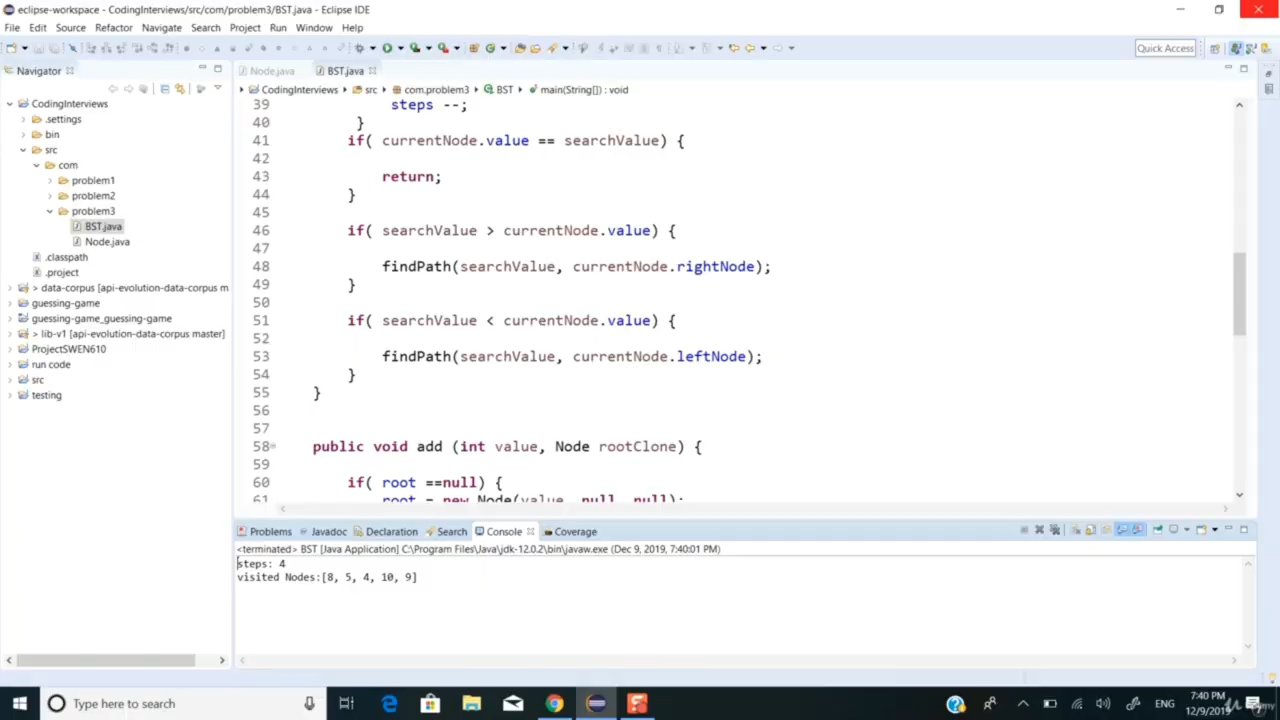 eclipse-workspace - CodingInterviews/src/com/problem3/BST.java - Eclipse IDE
File Edit Source Refactor Navigate Search Project Run Window Help
Quick Access
Navigator
Node.java BST.java
CodingInterviews src com.problem3 BST main(String[]) : void
CodingInterviews
.settings
bin
src
com
problem1
problem2
problem3
BST.java
Node.java
.classpath
.project
> data-corpus [api-evolution-data-corpus m
guessing-game
guessing-game_guessing-game
> lib-v1 [api-evolution-data-corpus master]
ProjectSWEN610
run code
src
testing
39 steps --;
40 }
41 if( currentNode.value == searchValue) {
42
43 return;
44 }
45
46 if( searchValue > currentNode.value) {
47
48 findPath(searchValue, currentNode.rightNode);
49 }
50
51 if( searchValue < currentNode.value) {
52
53 findPath(searchValue, currentNode.leftNode);
54 }
55 }
56
57
58 public void add (int value, Node rootClone) {
59
60 if( root ==null) {
61 root = new Node(value, null, null);
Problems Javadoc Declaration Search Console Coverage
<terminated> BST [Java Application] C:\Program Files\Java\jdk-12.0.2\bin\javaw.exe (Dec 9, 2019, 7:40:01 PM)
steps: 4
visited Nodes:[8, 5, 4, 10, 9]
Type here to search
ENG
7:40 PM
12/9/2019